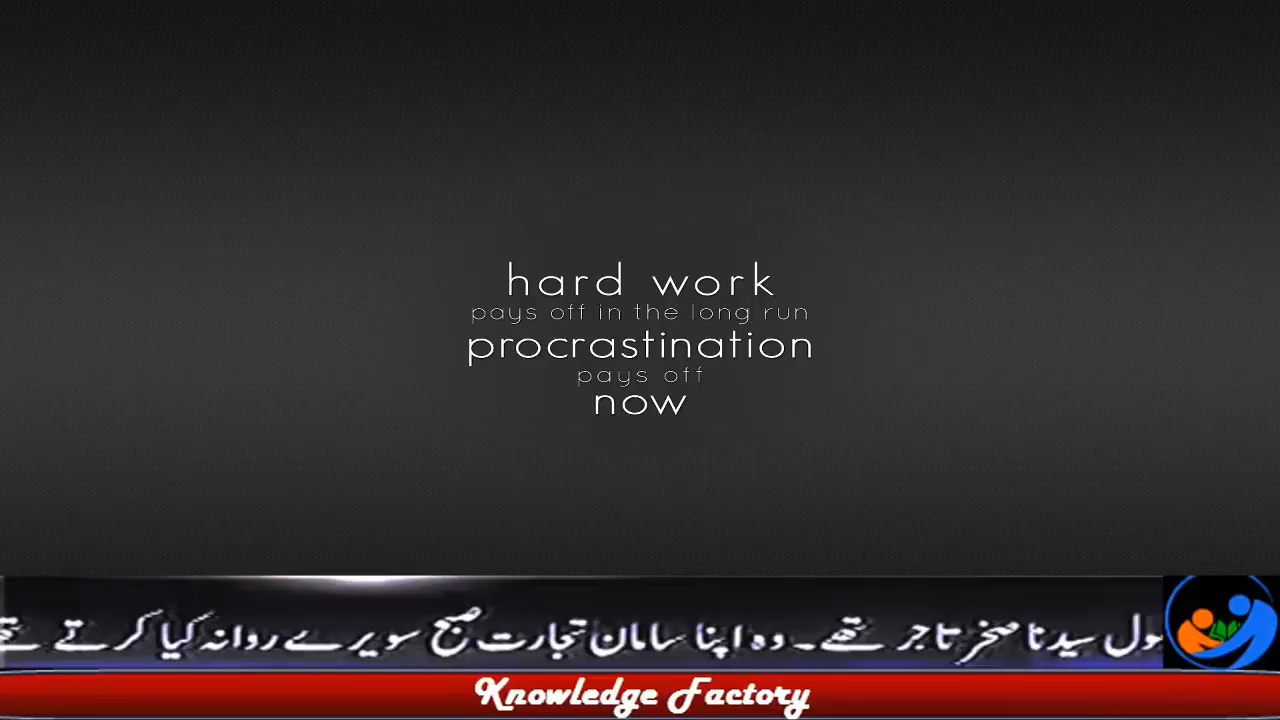 hard work
pays off in the long run
procrastination
pays off
now
سیدنا صخر تاجر تھے۔ وہ اپنا سامان تجارت صبح سویرے روانہ کیا کرتے
Knowledge Factory